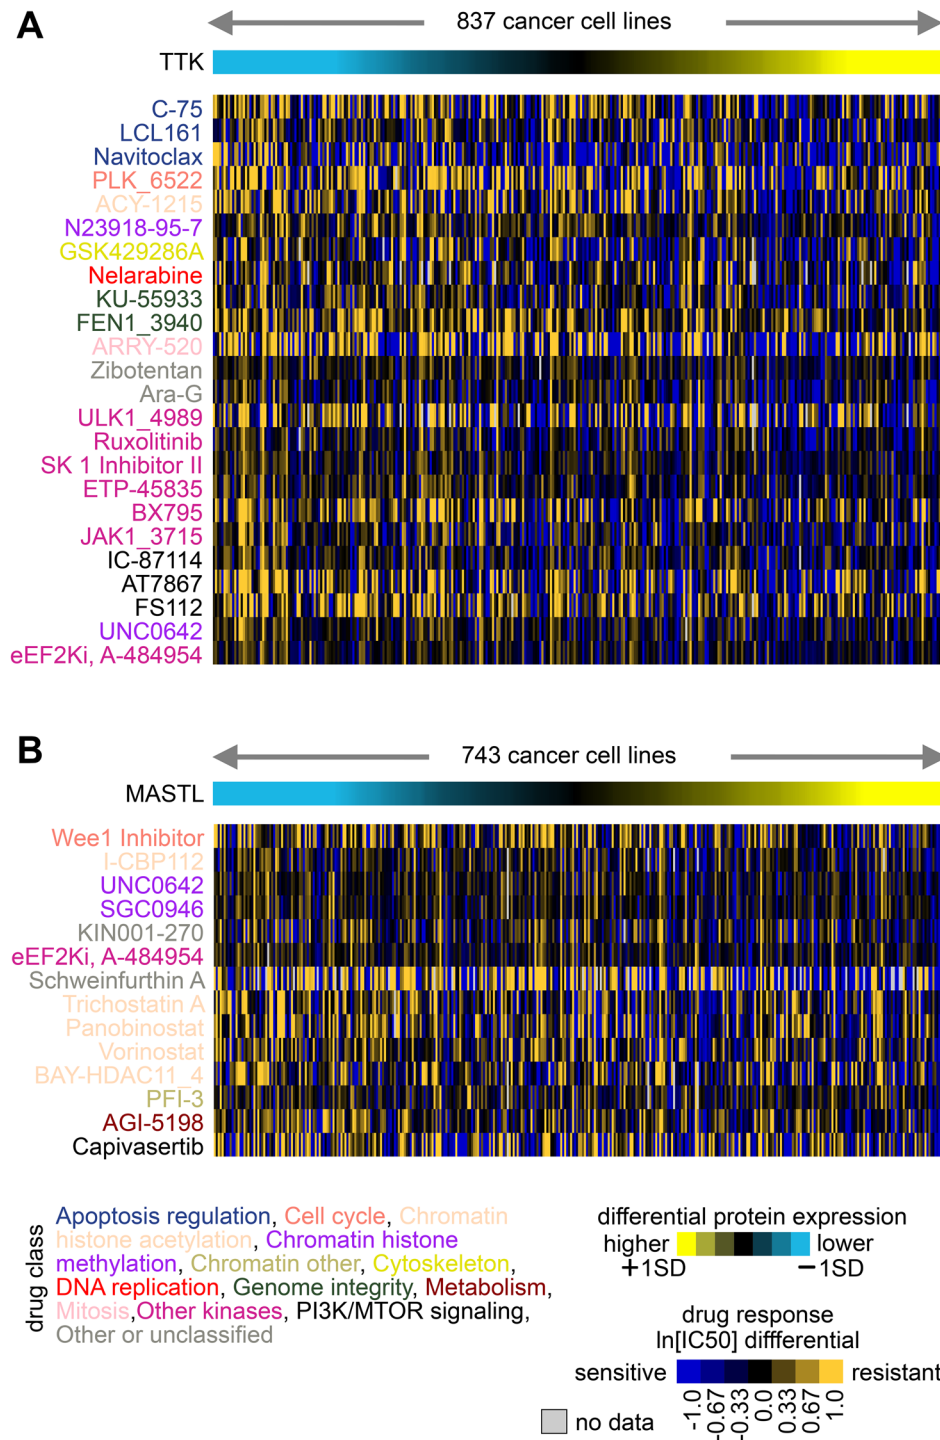 A
837 cancer cell lines
TTK
C-75
LCL161
Navitoclax
PLK_6522
ACY-1215
N23918-95-7
GSK429286A
Nelarabine
KU-55933
FEN1_3940
ARRY-520
Zibotentan
Ara-G
ULK1_4989
Ruxolitinib
SK 1 Inhibitor II
ETP-45835
BX795
JAK1_3715
IC-87114
AT7867
FS112
UNC0642
eEF2Ki, A-484954
B
743 cancer cell lines
MASTL
Wee1 Inhibitor
I-CBP112
UNC0642
SGC0946
KIN001-270
eEF2Ki, A-484954
Schweinfurthin A
Trichostatin A
Panobinostat
Vorinostat
BAY-HDAC11_4
PFI-3
AGI-5198
Capivasertib
drug class
Apoptosis regulation, Cell cycle, Chromatin
histone acetylation, Chromatin histone
methylation, Chromatin other, Cytoskeleton,
DNA replication, Genome integrity, Metabolism,
Mitosis,Other kinases, PI3K/MTOR signaling,
Other or unclassified
differential protein expression
higher lower
+1SD −1SD
drug response
ln[IC50] diffferential
sensitive resistant
-1.0 -0.67 -0.33 0.0 0.33 0.67 1.0
no data